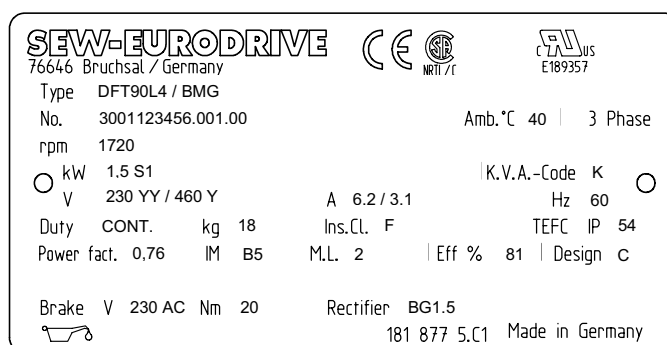 SEW-EURODRIVE
76646 Bruchsal / Germany
CE SA NRTL / C c RU US E189357
Type DFT90L4 / BMG
No. 3001123456.001.00 Amb.°C 40 3 Phase
rpm 1720
kW 1,5 S1 K.V.A.-Code K
V 230 YY / 460 Y A 6.2 / 3.1 Hz 60
Duty CONT. kg 18 Ins.Cl. F TEFC IP 54
Power fact. 0,76 IM B5 M.L. 2 Eff % 81 Design C
Brake V 230 AC Nm 20 Rectifier BG1.5
181 877 5.C1 Made in Germany